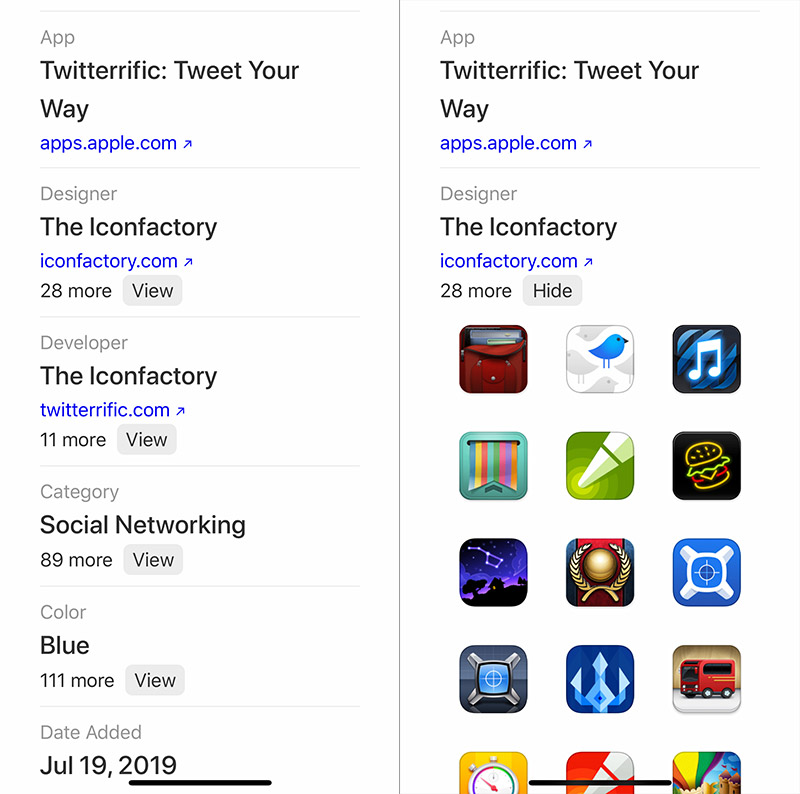 App
Twitterrific: Tweet Your
Way
apps.apple.com ↗
Designer
The Iconfactory
iconfactory.com ↗
28 more View
Developer
The Iconfactory
twitterrific.com ↗
11 more View
Category
Social Networking
89 more View
Color
Blue
111 more View
Date Added
Jul 19, 2019
App
Twitterrific: Tweet Your
Way
apps.apple.com ↗
Designer
The Iconfactory
iconfactory.com ↗
28 more Hide